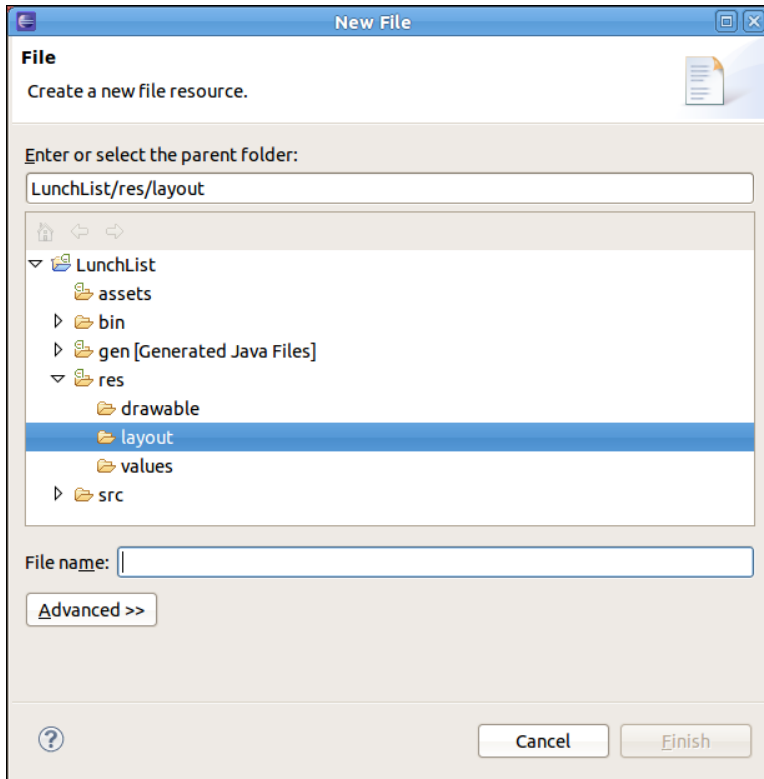 New File
File
Create a new file resource.
Enter or select the parent folder:
LunchList/res/layout
LunchList
assets
bin
gen [Generated Java Files]
res
drawable
layout
values
src
File name:
Advanced >>
?
Cancel
Finish